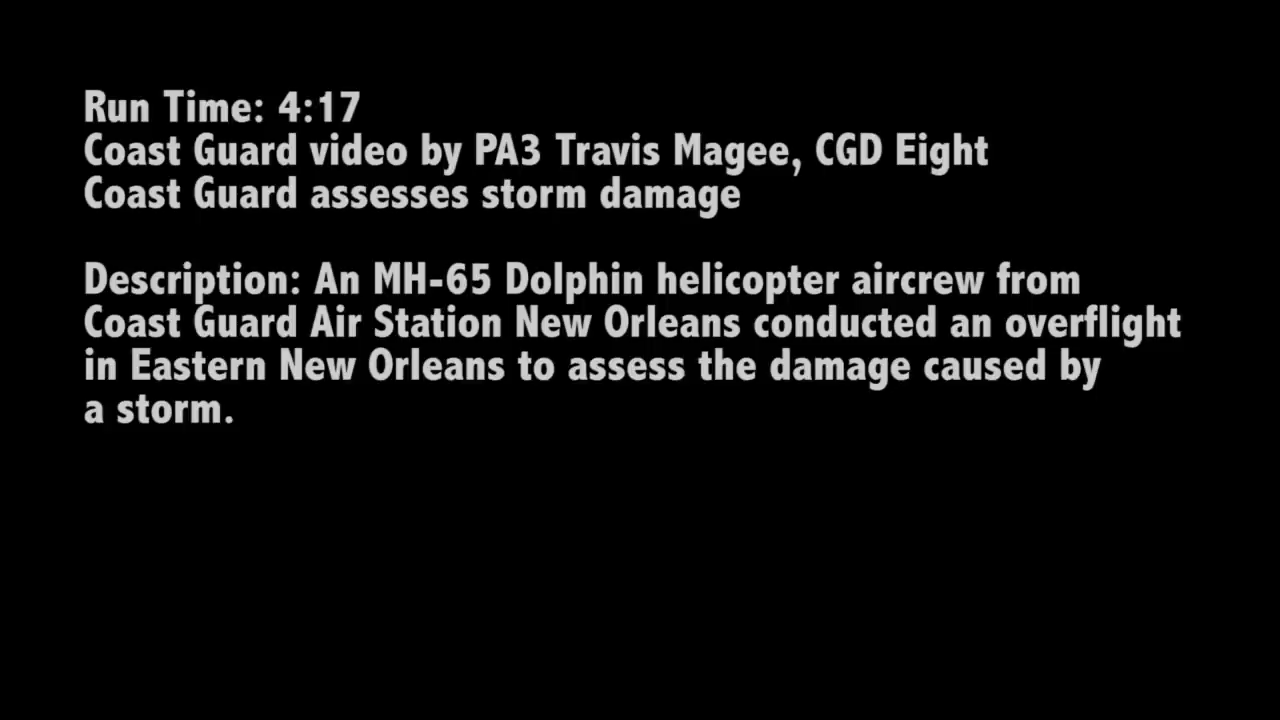 Run Time: 4:17
Coast Guard video by PA3 Travis Magee, CGD Eight
Coast Guard assesses storm damage
Description: An MH-65 Dolphin helicopter aircrew from
Coast Guard Air Station New Orleans conducted an overflight
in Eastern New Orleans to assess the damage caused by
a storm.